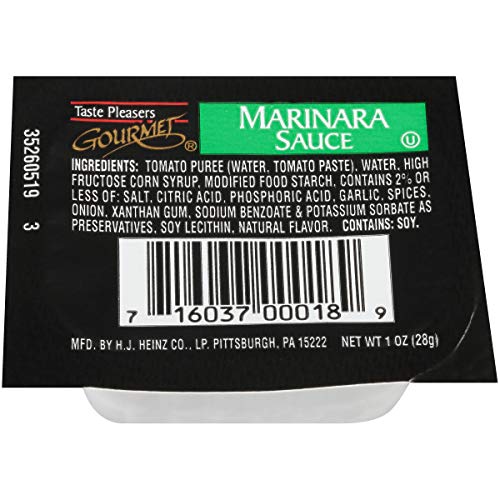 Taste Pleasers
GOURMET®
MARINARA
SAUCE
U
INGREDIENTS: TOMATO PUREE (WATER, TOMATO PASTE), WATER, HIGH
FRUCTOSE CORN SYRUP, MODIFIED FOOD STARCH, CONTAINS 2% OR
LESS OF: SALT, CITRIC ACID, PHOSPHORIC ACID, GARLIC, SPICES,
ONION, XANTHAN GUM, SODIUM BENZOATE & POTASSIUM SORBATE AS
PRESERVATIVES, SOY LECITHIN, NATURAL FLAVOR. CONTAINS: SOY.
7 16037 00018 9
MFD. BY H.J. HEINZ CO., LP. PITTSBURGH, PA 15222 NET WT 1 OZ (28g)
35260519 3